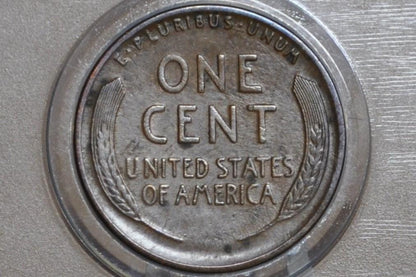 E·PLURIBUS·UNUM
ONE
CENT
UNITED STATES
OF AMERICA